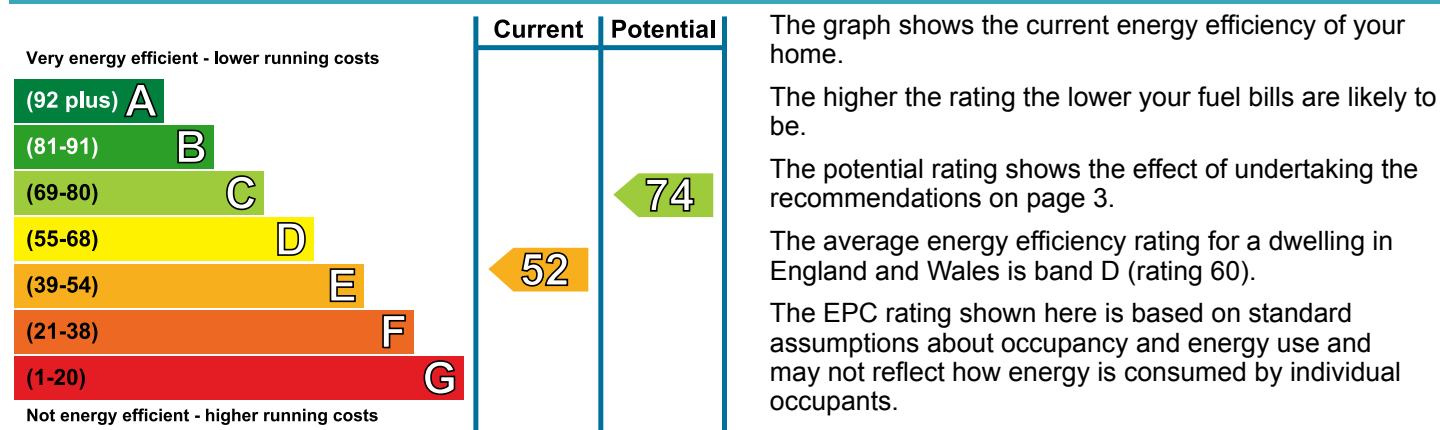 Current Potential
Very energy efficient - lower running costs
(92 plus) A
(81-91) B
(69-80) C
74
(55-68) D
52
(39-54) E
(21-38) F
(1-20) G
Not energy efficient - higher running costs
The graph shows the current energy efficiency of your
home.
The higher the rating the lower your fuel bills are likely to
be.
The potential rating shows the effect of undertaking the
recommendations on page 3.
The average energy efficiency rating for a dwelling in
England and Wales is band D (rating 60).
The EPC rating shown here is based on standard
assumptions about occupancy and energy use and
may not reflect how energy is consumed by individual
occupants.